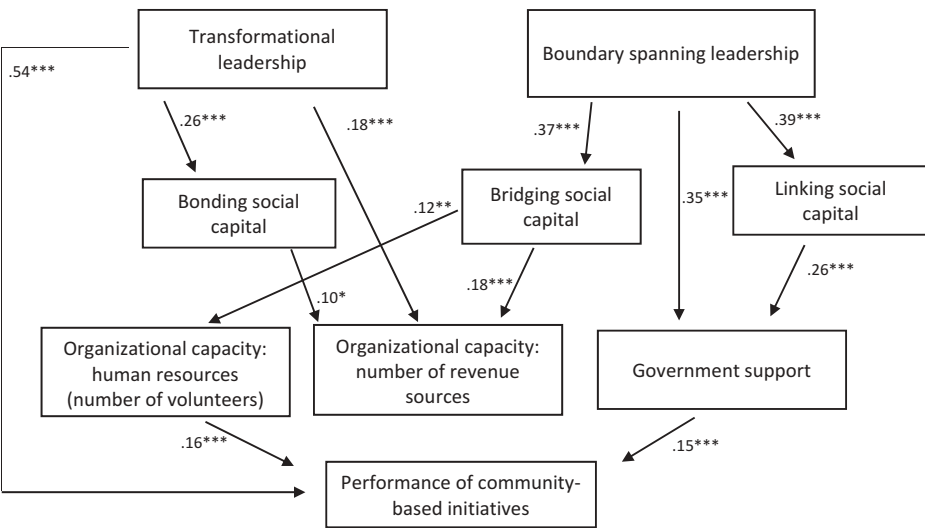 Transformational
leadership
Boundary spanning leadership
.54***
.26***
.18***
.37***
.39***
Bonding social
capital
.12**
Bridging social
capital
.35***
Linking social
capital
.10*
.18***
.26***
Organizational capacity:
human resources
(number of volunteers)
Organizational capacity:
number of revenue
sources
Government support
.16***
.15***
Performance of community-
based initiatives